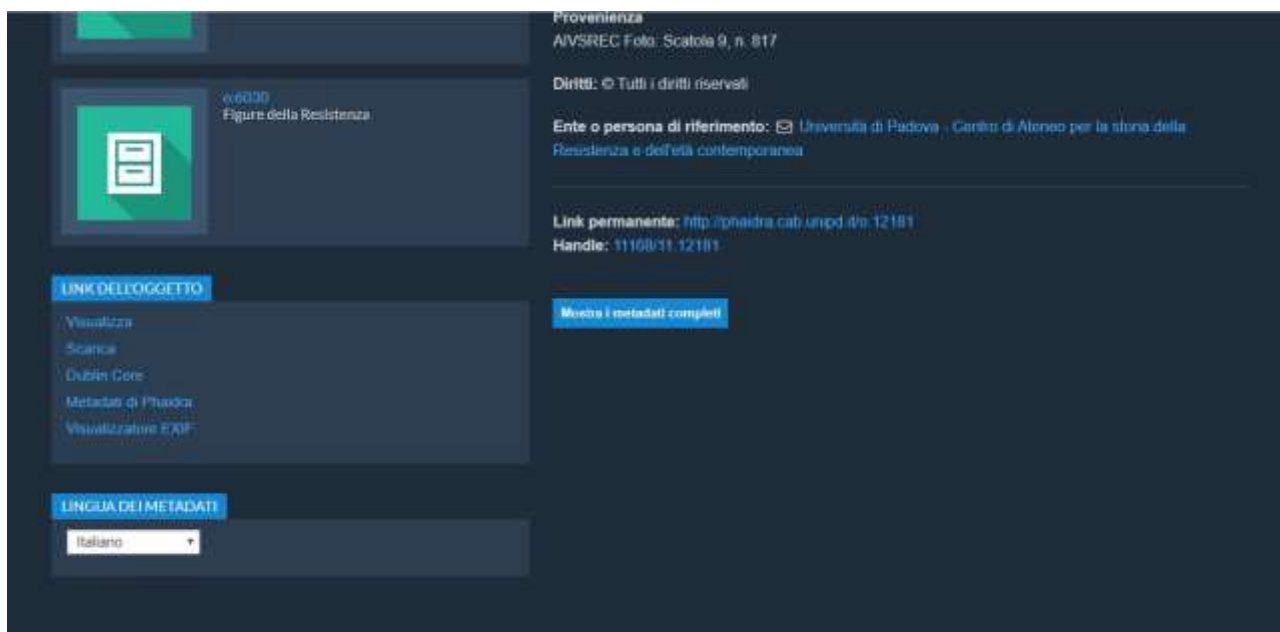 o:6030
Figure della Resistenza
LINK DELL'OGGETTO
Visualizza
Scarica
Dublin Core
Metadati di Phaidra
Visualizzatore EXIF
LINGUA DEI METADATI
Italiano
Provenienza
AIVSREC Foto: Scatola 9, n. 817
Diritti: © Tutti i diritti riservati
Ente o persona di riferimento: Università di Padova - Centro di Ateneo per la storia della
Resistenza e dell'età contemporanea
Link permanente: http://phaidra.cab.unipd.it/o:12181
Handle: 11168/11.12181
Mostra i metadati completi